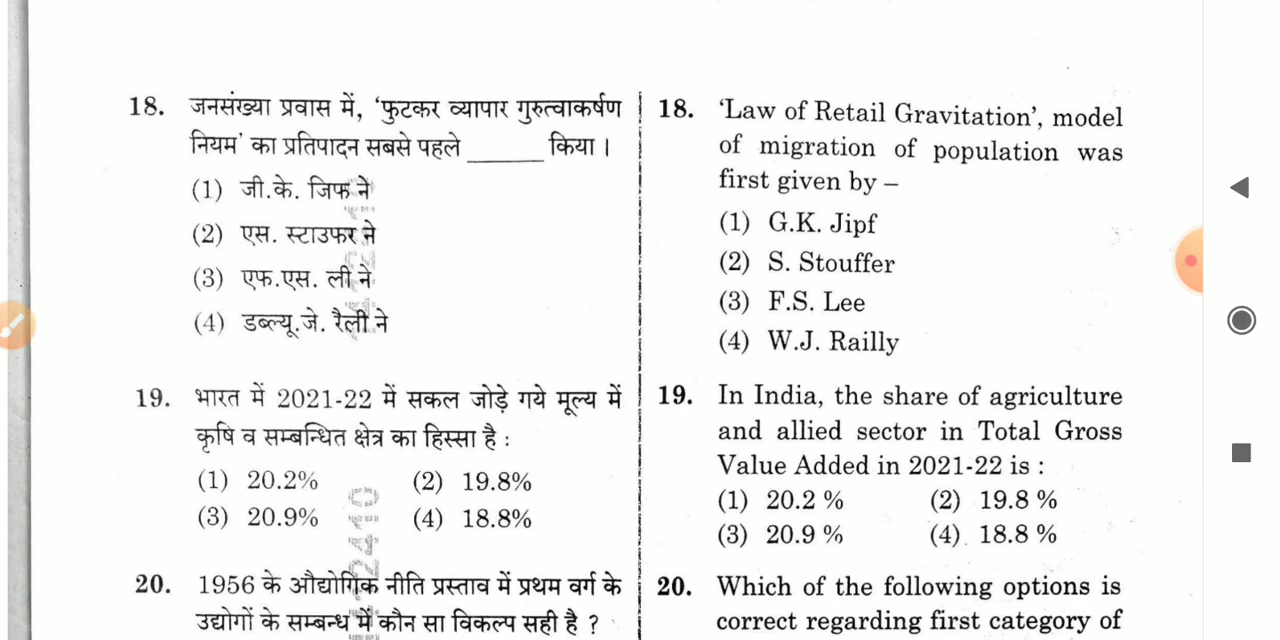 18. जनसंख्या प्रवास में, 'फुटकर व्यापार गुरुत्वाकर्षण
नियम' का प्रतिपादन सबसे पहले ______ किया ।
(1) जी.के. जिफ ने
(2) एस. स्टाउफर ने
(3) एफ.एस. ली ने
(4) डब्ल्यू.जे. रैली ने
19. भारत में 2021-22 में सकल जोड़े गये मूल्य में
कृषि व सम्बन्धित क्षेत्र का हिस्सा है :
(1) 20.2% (2) 19.8%
(3) 20.9% (4) 18.8%
20. 1956 के औद्योगिक नीति प्रस्ताव में प्रथम वर्ग के
उद्योगों के सम्बन्ध में कौन सा विकल्प सही है ?
18. 'Law of Retail Gravitation', model
of migration of population was
first given by –
(1) G.K. Jipf
(2) S. Stouffer
(3) F.S. Lee
(4) W.J. Railly
19. In India, the share of agriculture
and allied sector in Total Gross
Value Added in 2021-22 is :
(1) 20.2 % (2) 19.8 %
(3) 20.9 % (4) 18.8 %
20. Which of the following options is
correct regarding first category of